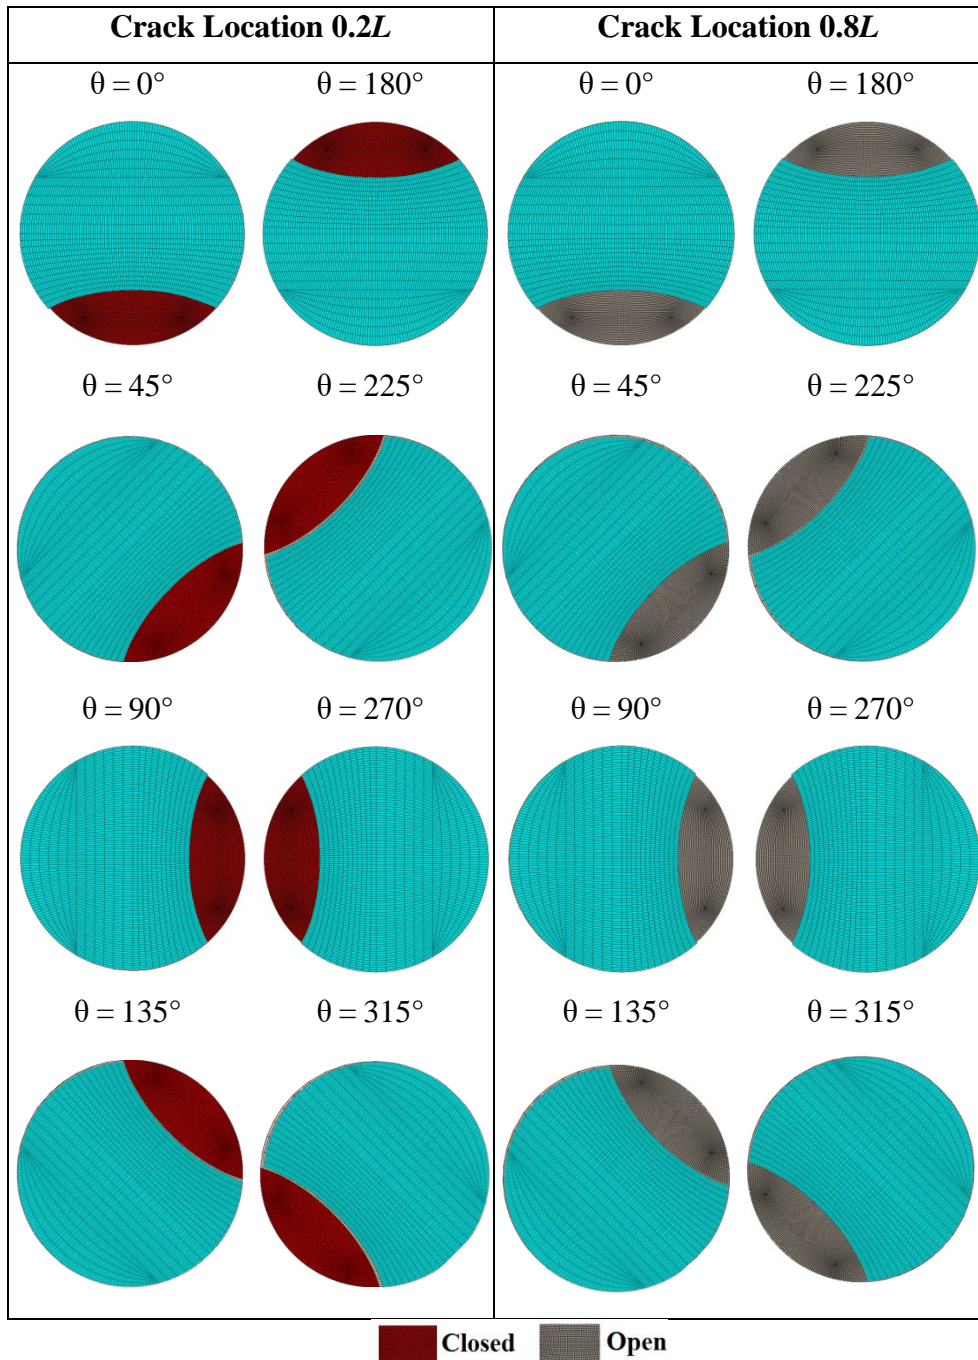 Crack Location 0.2L Crack Location 0.8L
θ = 0° θ = 180° θ = 0° θ = 180°
θ = 45° θ = 225° θ = 45° θ = 225°
θ = 90° θ = 270° θ = 90° θ = 270°
θ = 135° θ = 315° θ = 135° θ = 315°
Closed Open